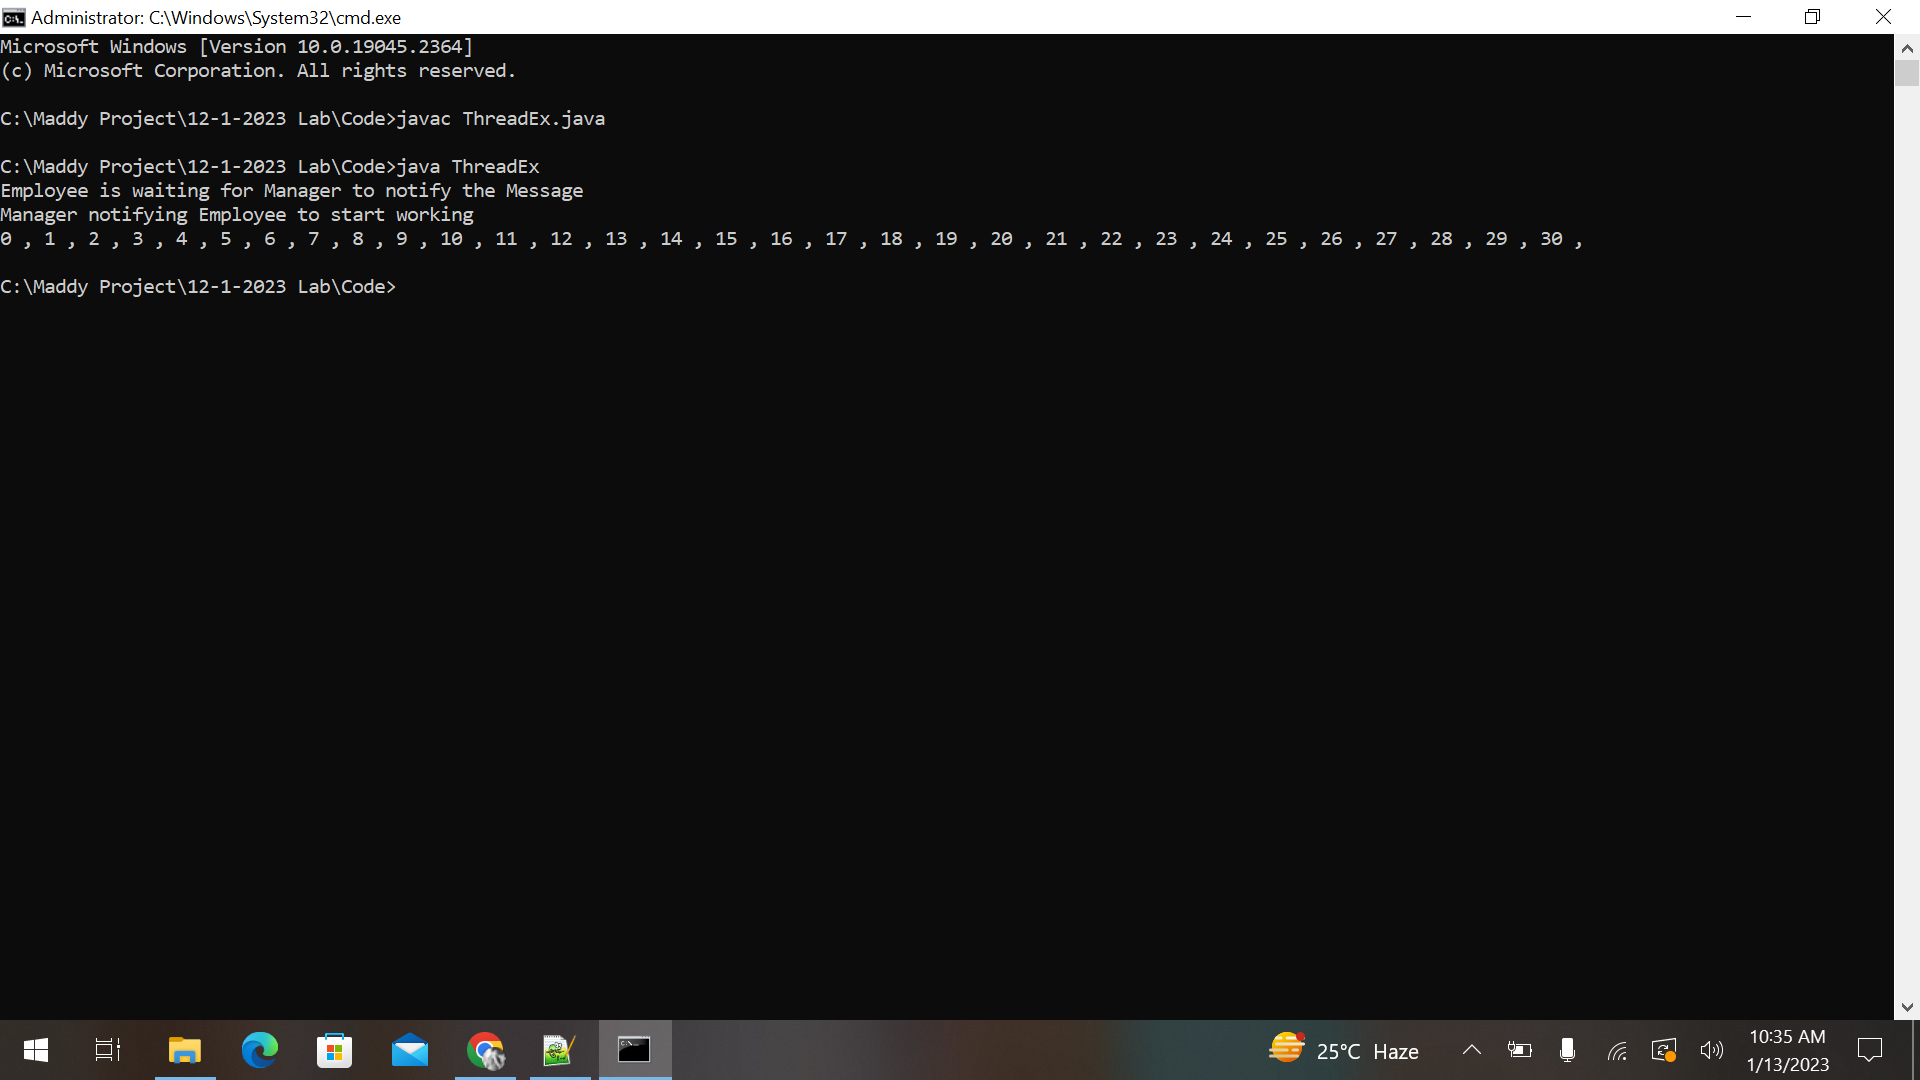 Administrator: C:\Windows\System32\cmd.exe
Microsoft Windows [Version 10.0.19045.2364]
(c) Microsoft Corporation. All rights reserved.
C:\Maddy Project\12-1-2023 Lab\Code>javac ThreadEx.java
C:\Maddy Project\12-1-2023 Lab\Code>java ThreadEx
Employee is waiting for Manager to notify the Message
Manager notifying Employee to start working
0 , 1 , 2 , 3 , 4 , 5 , 6 , 7 , 8 , 9 , 10 , 11 , 12 , 13 , 14 , 15 , 16 , 17 , 18 , 19 , 20 , 21 , 22 , 23 , 24 , 25 , 26 , 27 , 28 , 29 , 30 ,
C:\Maddy Project\12-1-2023 Lab\Code>
25°C Haze
10:35 AM
1/13/2023